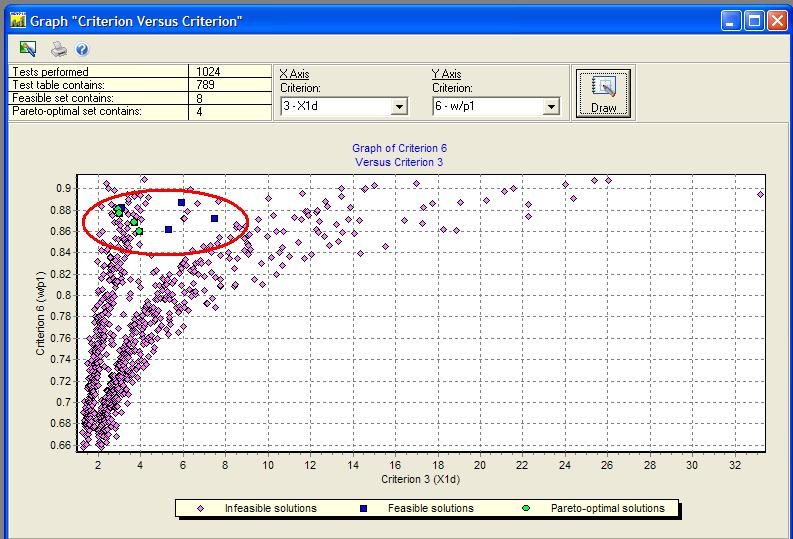 Graph "Criterion Versus Criterion"
Tests performed 1024
Test table contains: 789
Feasible set contains: 8
Pareto-optimal set contains: 4
X Axis
Criterion:
3 - X1d
Y Axis
Criterion:
6 - w/p1
Draw
Graph of Criterion 6
Versus Criterion 3
Criterion 6 (w/p1)
0.9
0.88
0.86
0.84
0.82
0.8
0.78
0.76
0.74
0.72
0.7
0.68
0.66
2 4 6 8 10 12 14 16 18 20 22 24 26 28 30 32
Criterion 3 (X1d)
Infeasible solutions Feasible solutions Pareto-optimal solutions